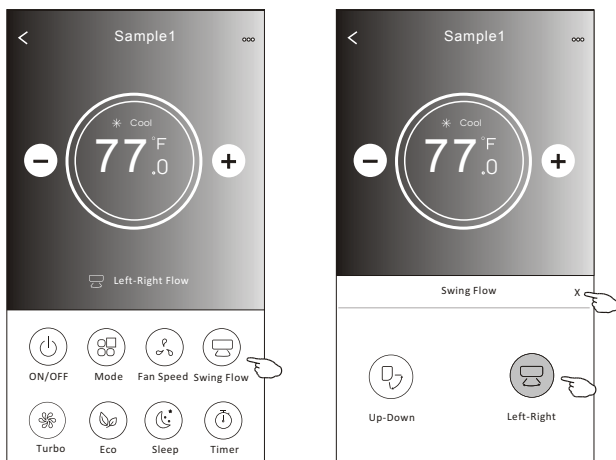 Sample1
Cool
77.0 °F
Left-Right Flow
ON/OFF Mode Fan Speed Swing Flow
Turbo Eco Sleep Timer
Sample1
Cool
77.0 °F
Swing Flow X
Up-Down Left-Right